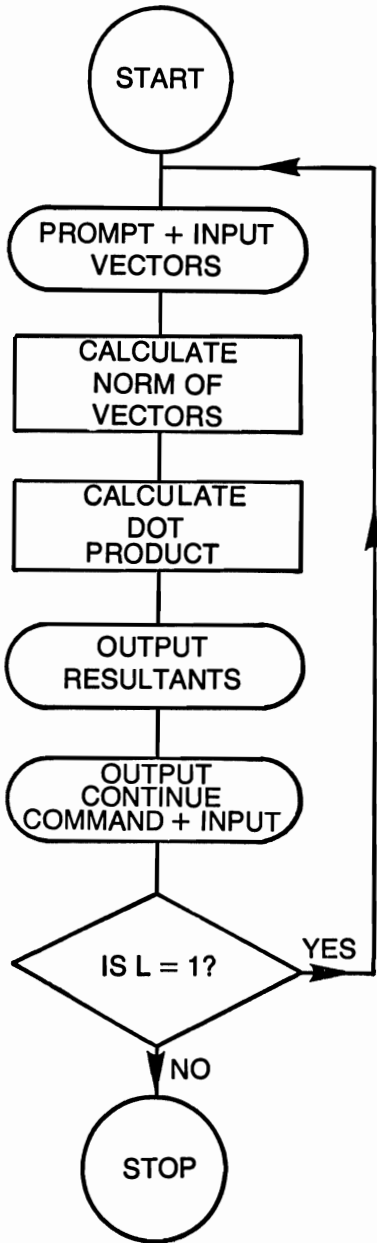 START
PROMPT + INPUT
VECTORS
CALCULATE
NORM OF
VECTORS
CALCULATE
DOT
PRODUCT
OUTPUT
RESULTANTS
OUTPUT
CONTINUE
COMMAND + INPUT
IS L = 1?
YES
NO
STOP